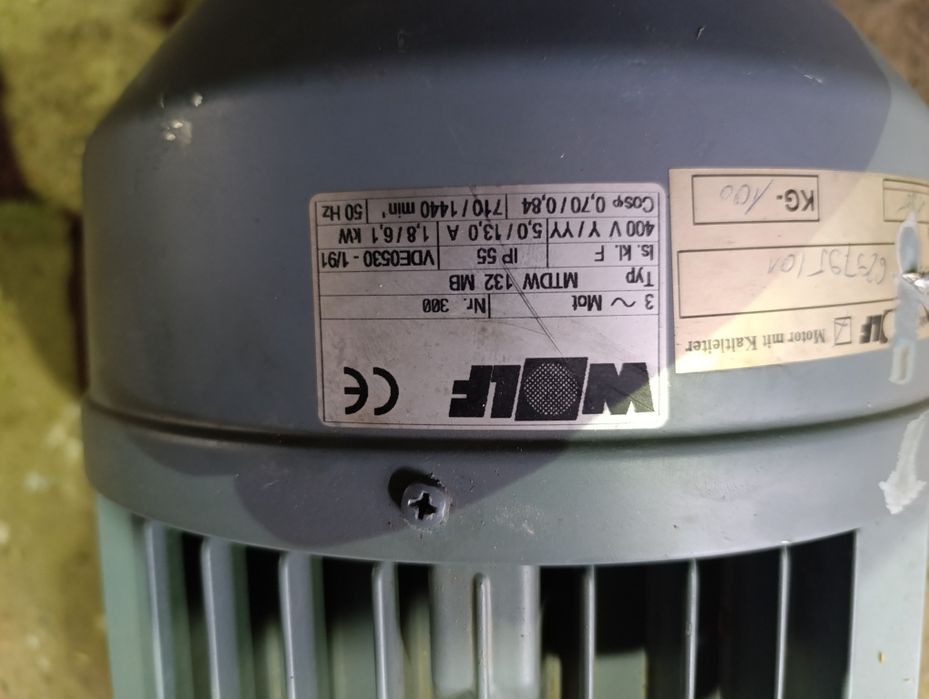 WOLF CE
3 ~ Mot Nr. 300
Typ MTDW 132 MB
Is. kl. F IP 55 VDE0530 - 1/91
400 V Y / YY 5,0 / 13,0 A 1,8 / 6,1 kW
Cosφ 0,70 / 0,84 710 / 1440 min' 50 Hz
LF Motor mit Kaltleiter
KG- 100